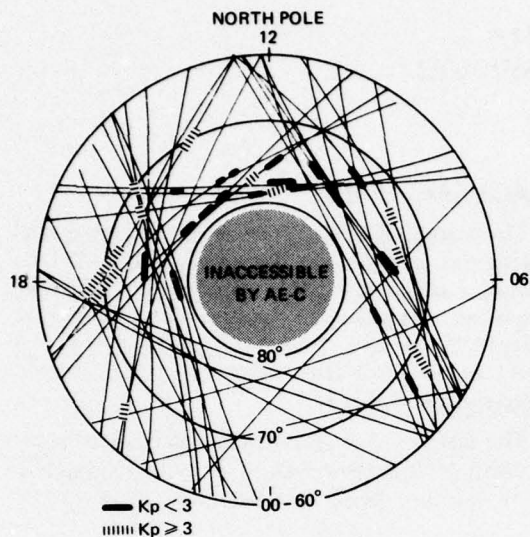 NORTH POLE
12
18
INACCESSIBLE
BY AE-C
06
80°
70°
00 60°
Kp < 3
Kp ≥ 3